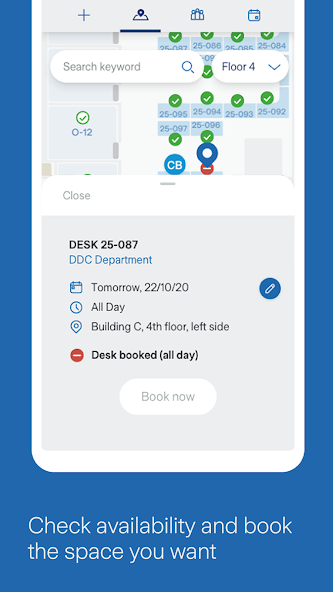 25-087 25-086 25-085 25-084
Search keyword
Floor 4
25-095 25-094 25-093 25-092
O-12
25-097 25-096
CB
Close
DESK 25-087
DDC Department
Tomorrow, 22/10/20
All Day
Building C, 4th floor, left side
Desk booked (all day)
Book now
Check availability and book
the space you want